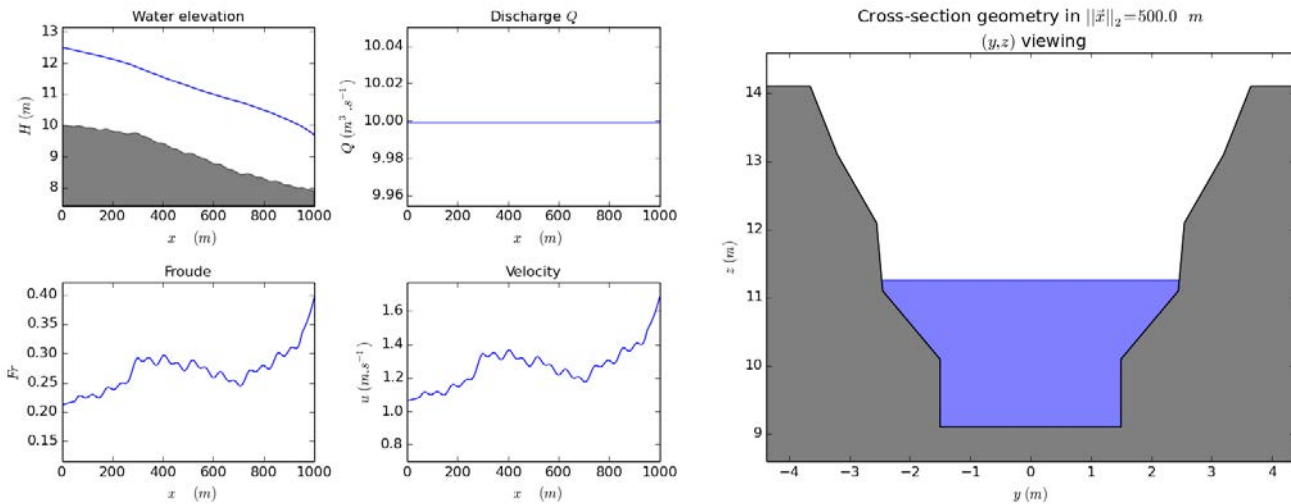 Water elevation
13
12
11
10
9
8
H (m)
0 200 400 600 800 1000
x (m)
Discharge Q
10.04
10.02
10.00
9.98
9.96
Q (m³.s⁻¹)
0 200 400 600 800 1000
x (m)
Froude
0.40
0.35
0.30
0.25
0.20
0.15
Fr
0 200 400 600 800 1000
x (m)
Velocity
1.6
1.4
1.2
1.0
0.8
u (m.s⁻¹)
0 200 400 600 800 1000
x (m)
Cross-section geometry in ||x⃗||₂=500.0 m
(y,z) viewing
14
13
12
11
10
9
z (m)
−4 −3 −2 −1 0 1 2 3 4
y (m)